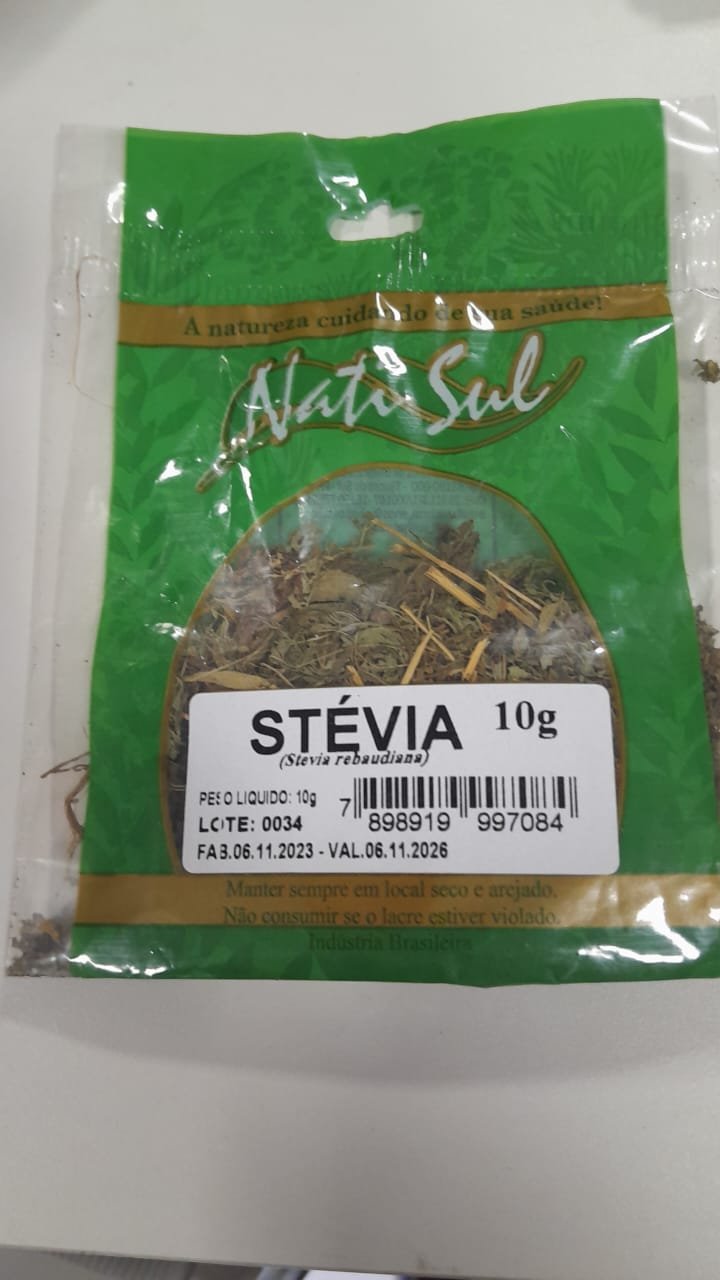 A natureza cuidando de sua saúde!
Nati Sul
STÉVIA 10g
(Stevia rebaudiana)
PESO LIQUIDO: 10g
LOTE: 0034
FAB.06.11.2023 - VAL.06.11.2026
7 898919 997084
Manter sempre em local seco e arejado.
Não consumir se o lacre estiver violado.
Indústria Brasileira